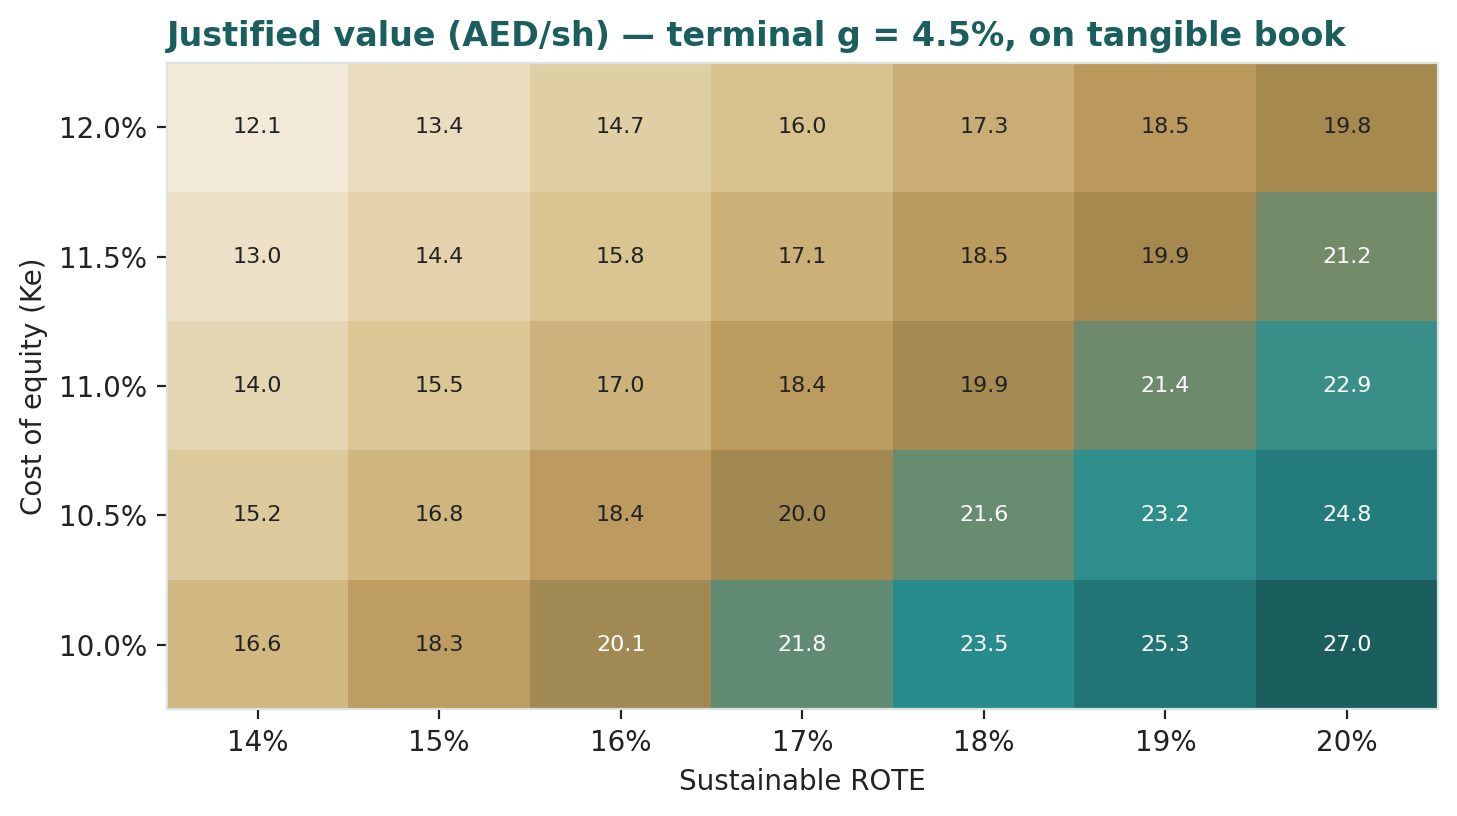 Justified value (AED/sh) — terminal g = 4.5%, on tangible book
Cost of equity (Ke)
12.0% 12.1 13.4 14.7 16.0 17.3 18.5 19.8
11.5% 13.0 14.4 15.8 17.1 18.5 19.9 21.2
11.0% 14.0 15.5 17.0 18.4 19.9 21.4 22.9
10.5% 15.2 16.8 18.4 20.0 21.6 23.2 24.8
10.0% 16.6 18.3 20.1 21.8 23.5 25.3 27.0
14% 15% 16% 17% 18% 19% 20%
Sustainable ROTE